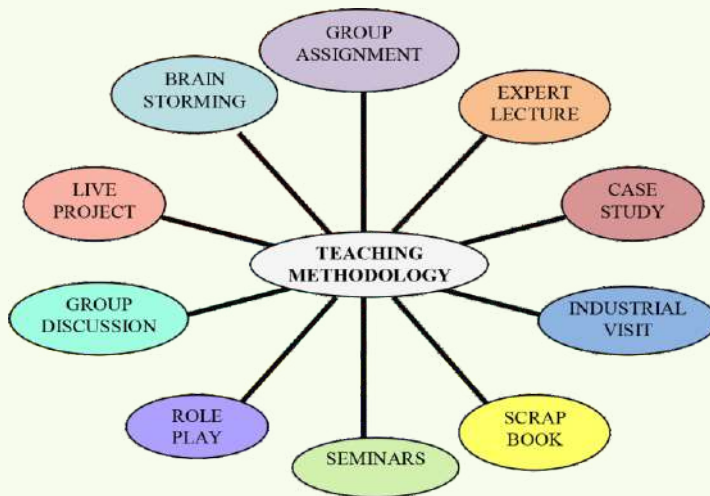 GROUP
ASSIGNMENT
BRAIN
STORMING
EXPERT
LECTURE
LIVE
PROJECT
CASE
STUDY
TEACHING
METHODOLOGY
GROUP
DISCUSSION
INDUSTRIAL
VISIT
ROLE
PLAY
SCRAP
BOOK
SEMINARS